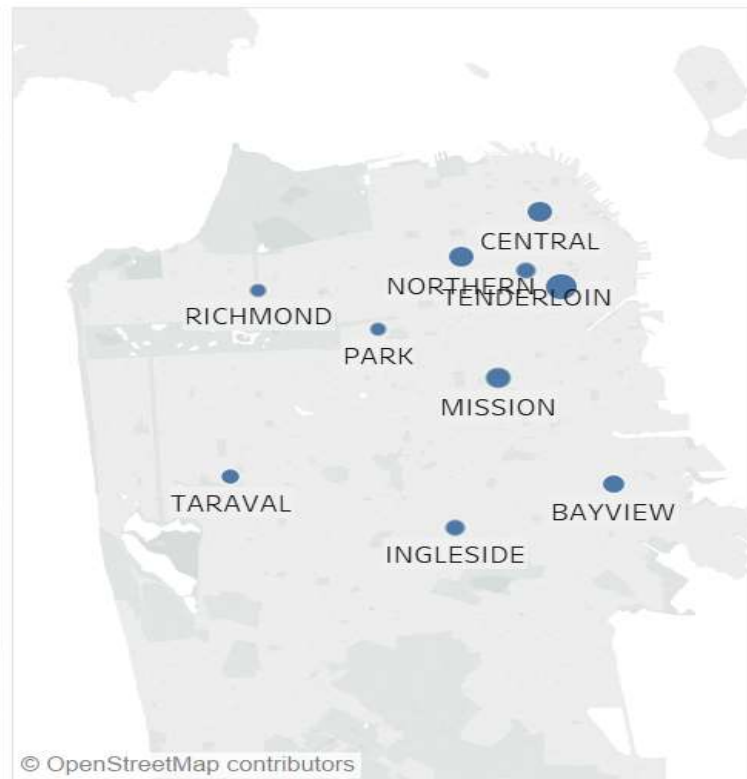 CENTRAL
NORTHERN
TENDERLOIN
RICHMOND
PARK
MISSION
TARAVAL
BAYVIEW
INGLESIDE
© OpenStreetMap contributors